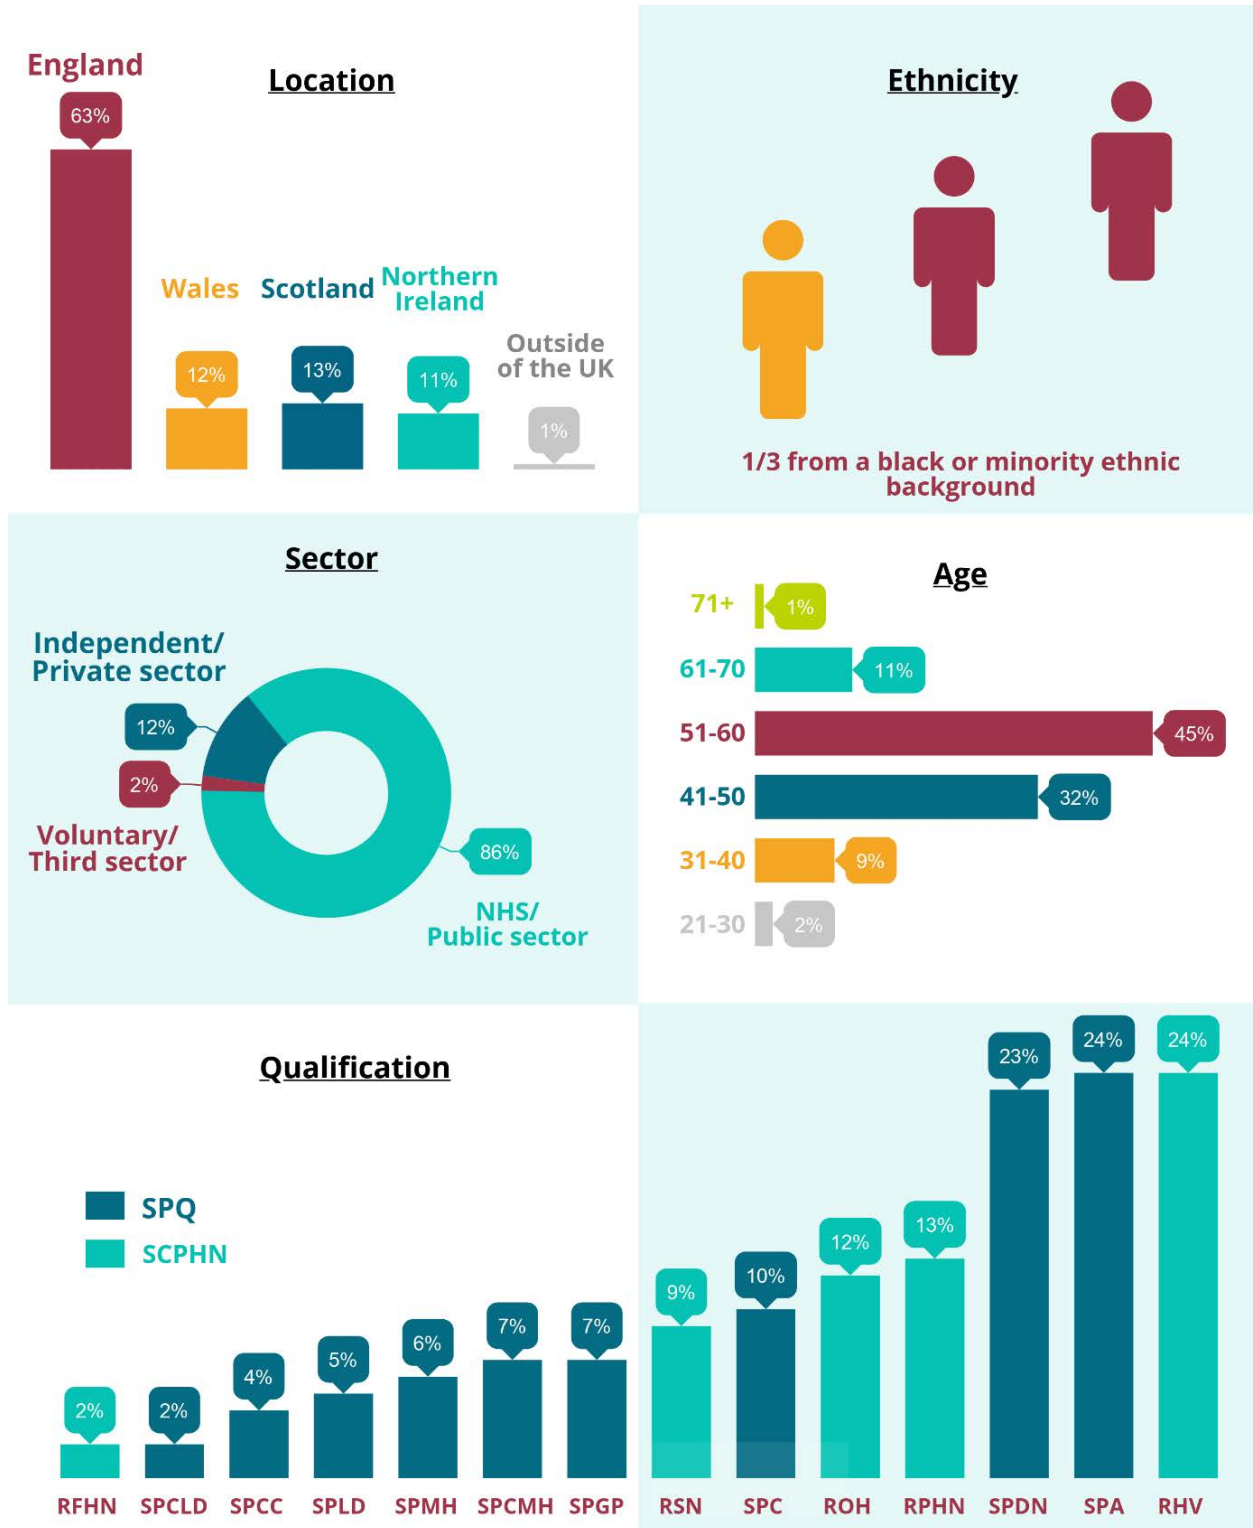 Location
England
63%
Wales
12%
Scotland
13%
Northern
Ireland
11%
Outside
of the UK
1%
Ethnicity
1/3 from a black or minority ethnic
background
Sector
Independent/
Private sector
12%
2%
Voluntary/
Third sector
86%
NHS/
Public sector
Age
71+ 1%
61-70 11%
51-60 45%
41-50 32%
31-40 9%
21-30 2%
Qualification
SPQ
SCPHN
2% 2% 4% 5% 6% 7% 7% 9% 10% 12% 13% 23% 24% 24%
RFHN SPCLD SPCC SPLD SPMH SPCMH SPGP RSN SPC ROH RPHN SPDN SPA RHV